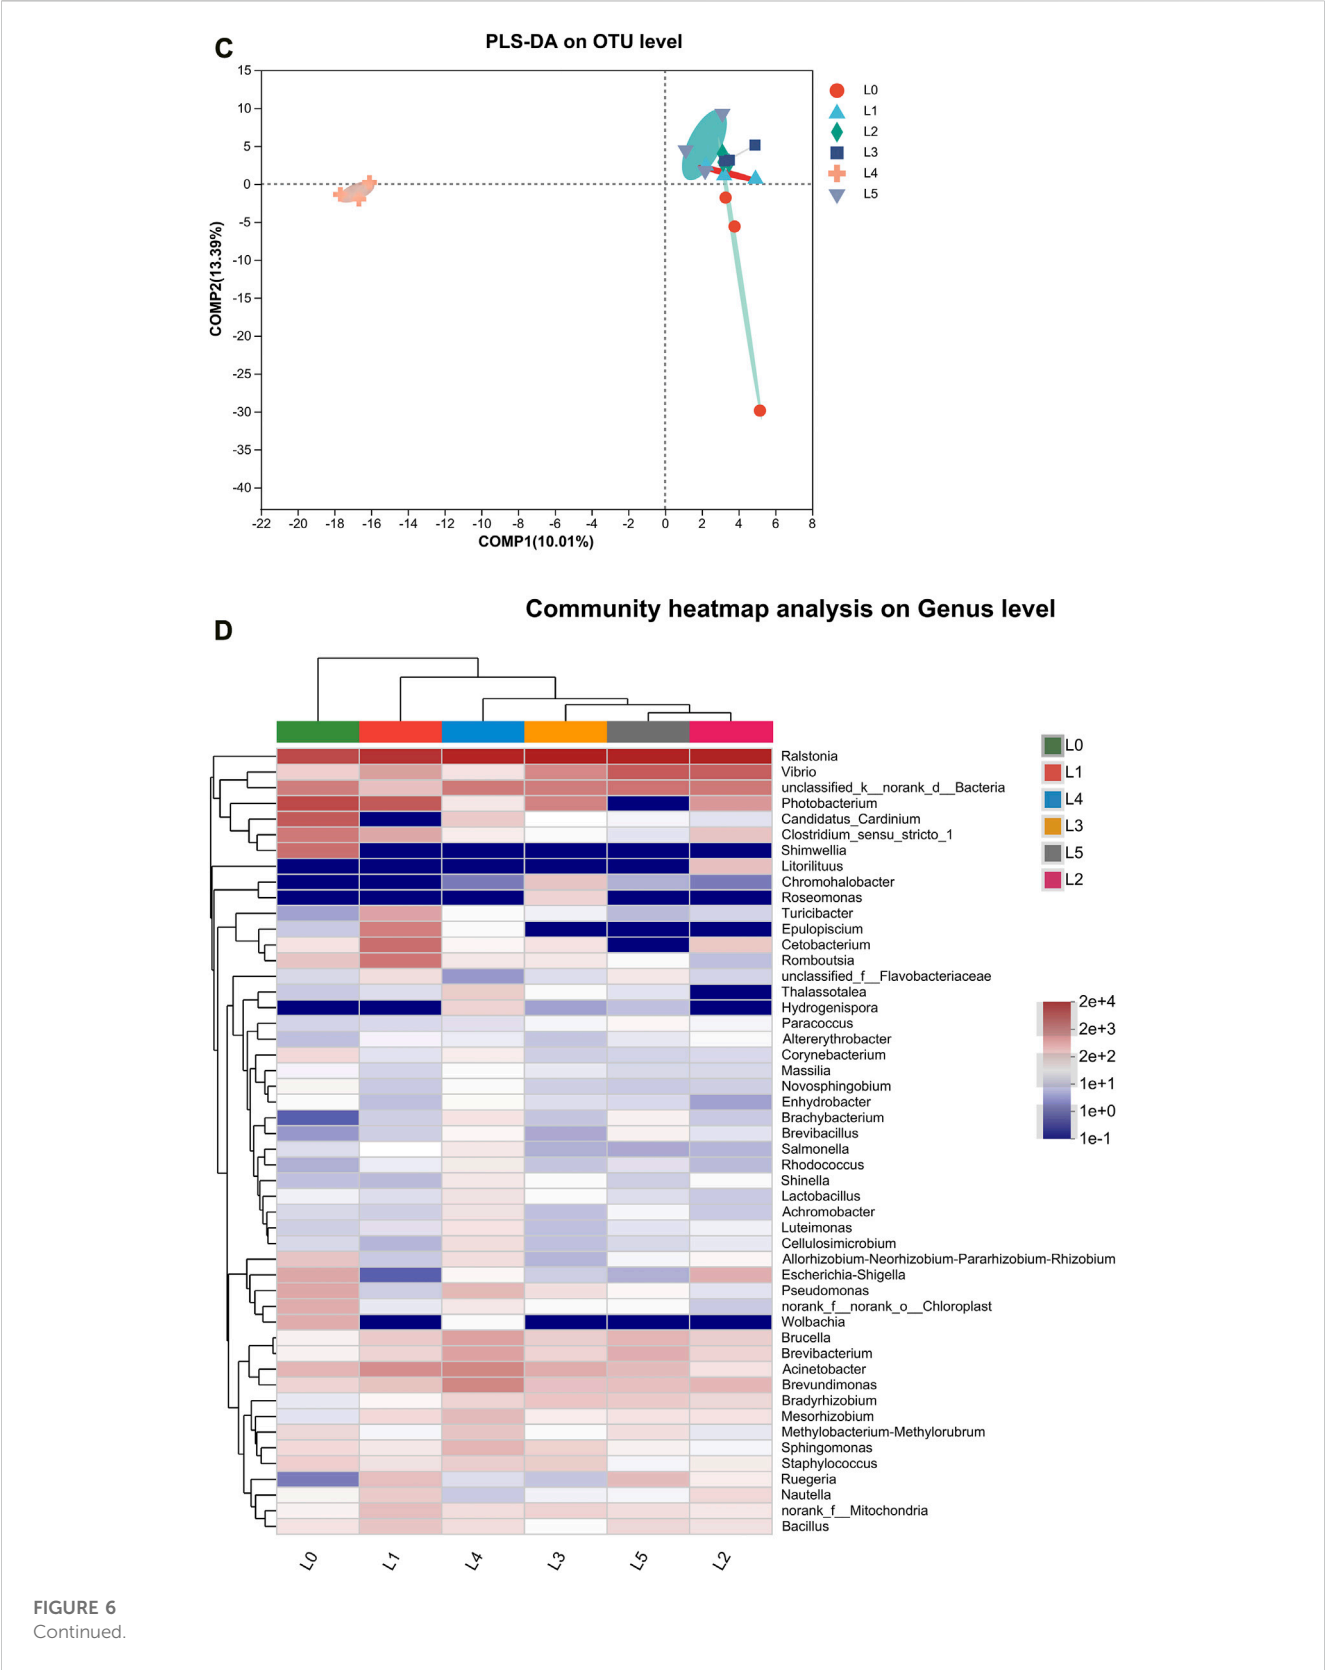 C
PLS-DA on OTU level
15
10
5
0
-5
-10
-15
-20
-25
-30
-35
-40
COMP2(13.39%)
-22 -20 -18 -16 -14 -12 -10 -8 -6 -4 -2 0 2 4 6 8
COMP1(10.01%)
L0
L1
L2
L3
L4
L5
D
Community heatmap analysis on Genus level
Ralstonia
Vibrio
unclassified_k__norank_d__Bacteria
Photobacterium
Candidatus_Cardinium
Clostridium_sensu_stricto_1
Shimwellia
Litorilituus
Chromohalobacter
Roseomonas
Turicibacter
Epulopiscium
Cetobacterium
Romboutsia
unclassified_f__Flavobacteriaceae
Thalassotalea
Hydrogenispora
Paracoccus
Altererythrobacter
Corynebacterium
Massilia
Novosphingobium
Enhydrobacter
Brachybacterium
Brevibacillus
Salmonella
Rhodococcus
Shinella
Lactobacillus
Achromobacter
Luteimonas
Cellulosimicrobium
Allorhizobium-Neorhizobium-Pararhizobium-Rhizobium
Escherichia-Shigella
Pseudomonas
norank_f__norank_o__Chloroplast
Wolbachia
Brucella
Brevibacterium
Acinetobacter
Brevundimonas
Bradyrhizobium
Mesorhizobium
Methylobacterium-Methylorubrum
Sphingomonas
Staphylococcus
Ruegeria
Nautella
norank_f__Mitochondria
Bacillus
L0 L1 L4 L3 L5 L2
L0
L1
L4
L3
L5
L2
2e+4
2e+3
2e+2
1e+1
1e+0
1e-1
FIGURE 6
Continued.